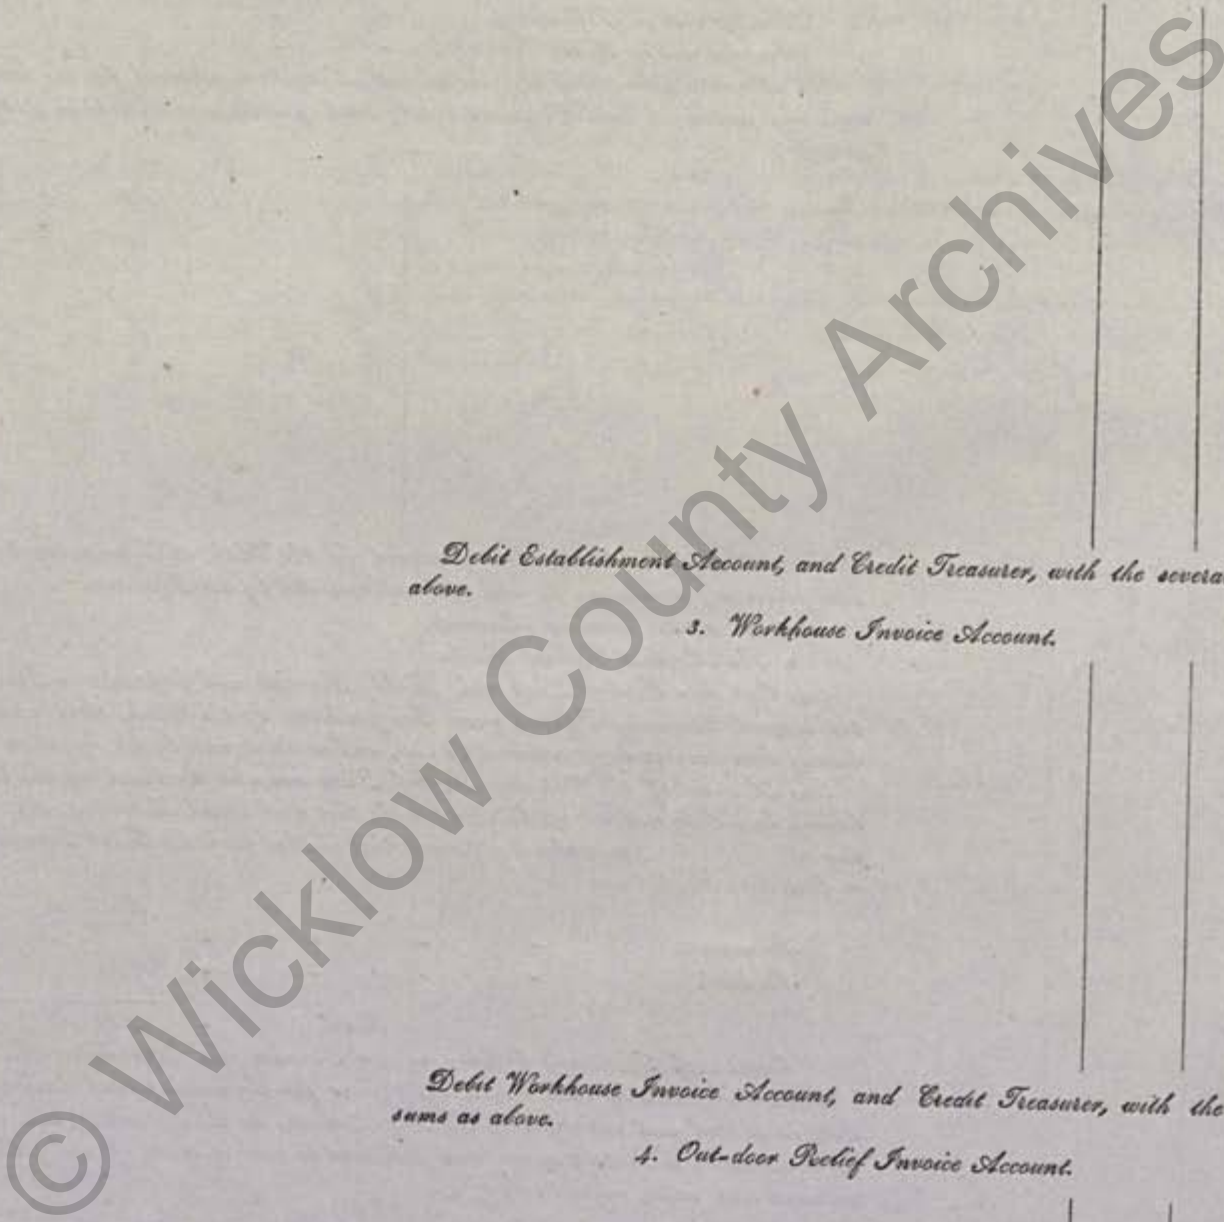 Debit Establishment Account, and Credit Treasurer, with the severa
above.
3. Workhouse Invoice Account.
Debit Workhouse Invoice Account, and Credit Treasurer, with the
sums as above.
4. Out-door Relief Invoice Account.
© Wicklow County Archives